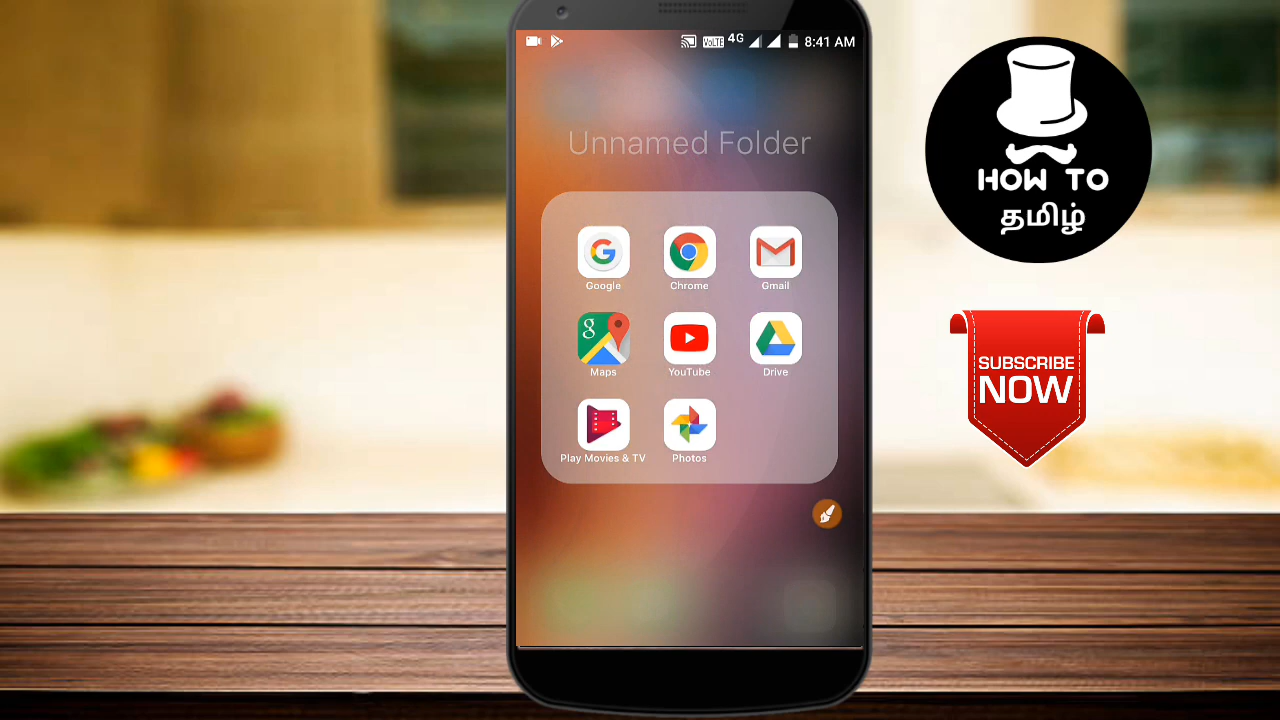 VoLTE 4G 8:41 AM
Unnamed Folder
Google Chrome Gmail
g
Maps YouTube Drive
Play Movies & TV Photos
HOW TO
தமிழ்
SUBSCRIBE
NOW